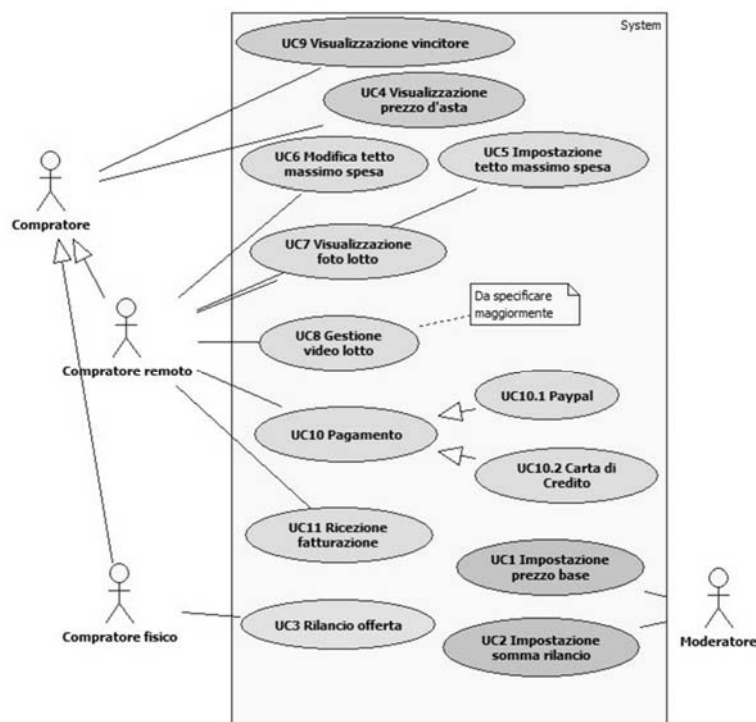 System
UC9 Visualizzazione vincitore
UC4 Visualizzazione
prezzo d'asta
UC6 Modifica tetto
massimo spesa
UC5 Impostazione
tetto massimo spesa
Compratore
UC7 Visualizzazione
foto lotto
Da specificare
maggiormente
UC8 Gestione
video lotto
Compratore remoto
UC10.1 Paypal
UC10 Pagamento
UC10.2 Carta di
Credito
UC11 Ricezione
fatturazione
UC1 Impostazione
prezzo base
Compratore fisico
UC3 Rilancio offerta
UC2 Impostazione
somma rilancio
Moderatore